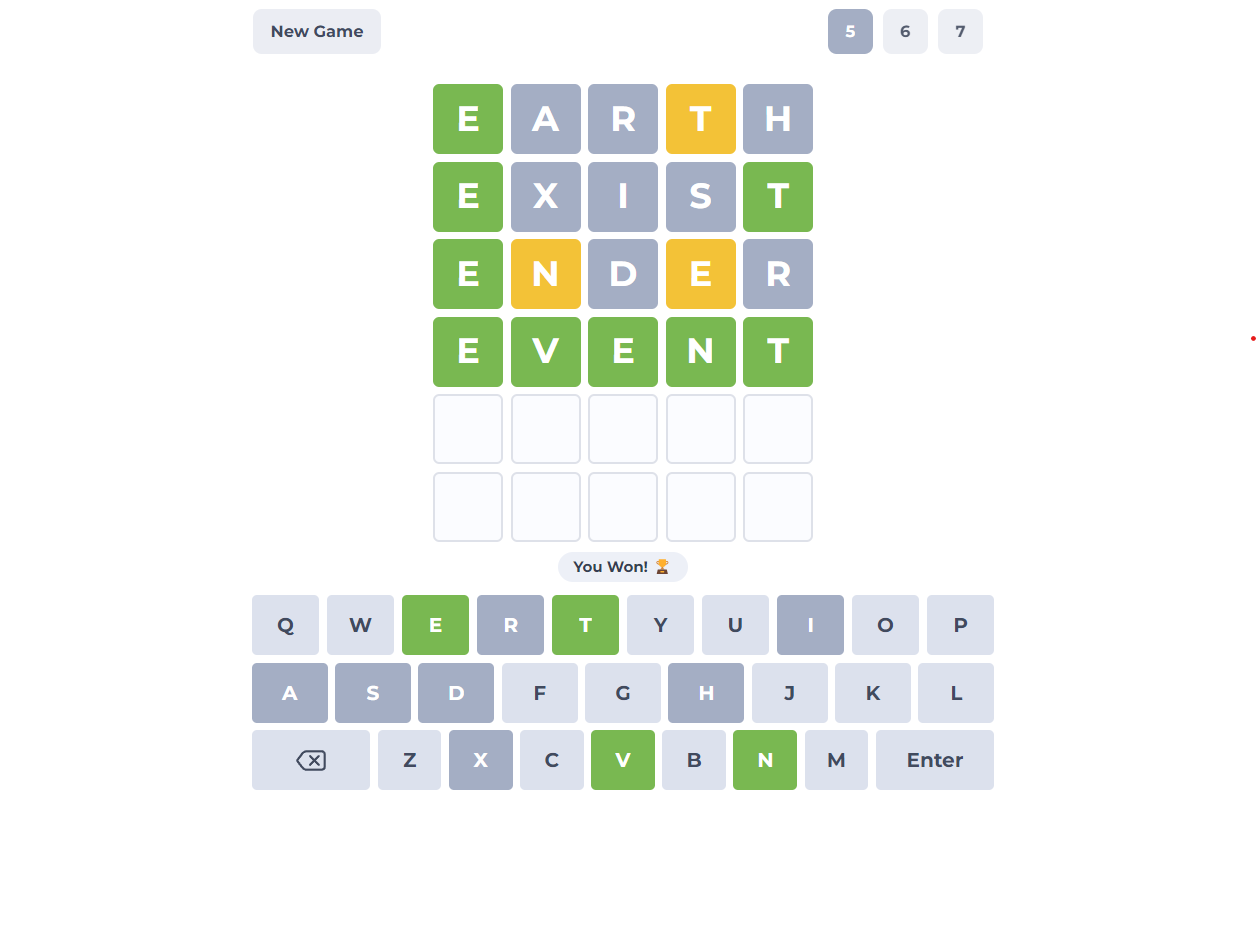 New Game 5 6 7
E A R T H
E X I S T
E N D E R
E V E N T
You Won! 🏆
Q W E R T Y U I O P
A S D F G H J K L
Z X C V B N M Enter